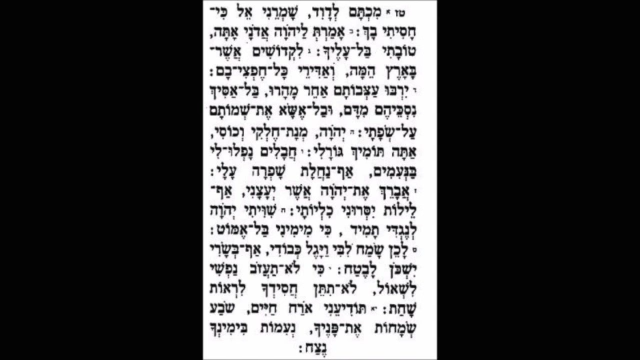 טז א מִכְתָּם לְדָוִד, שָׁמְרֵנִי אֵל כִּי־
חָסִיתִי בָךְ: ב אָמַרְתְּ לַיהוָה אֲדֹנָי אָתָּה,
טוֹבָתִי בַּל־עָלֶיךָ: ג לִקְדוֹשִׁים אֲשֶׁר־
בָּאָרֶץ הֵמָּה, וְאַדִּירֵי כָּל־חֶפְצִי־בָם:
ד יִרְבּוּ עַצְּבוֹתָם אַחֵר מָהָרוּ, בַּל־אַסִּיךְ
נִסְכֵּיהֶם מִדָּם, וּבַל־אֶשָּׂא אֶת־שְׁמוֹתָם
עַל־שְׂפָתָי: ה יְהוָה, מְנָת־חֶלְקִי וְכוֹסִי,
אַתָּה תּוֹמִיךְ גּוֹרָלִי: ו חֲבָלִים נָפְלוּ־לִי
בַּנְּעִמִים, אַף־נַחֲלָת שָׁפְרָה עָלָי:
ז אֲבָרֵךְ אֶת־יְהוָה אֲשֶׁר יְעָצָנִי, אַף־
לֵילוֹת יִסְּרוּנִי כִלְיוֹתָי: ח שִׁוִּיתִי יְהוָה
לְנֶגְדִּי תָמִיד, כִּי מִימִינִי בַּל־אֶמּוֹט:
ט לָכֵן שָׂמַח לִבִּי וַיָּגֶל כְּבוֹדִי, אַף־בְּשָׂרִי
יִשְׁכֹּן לָבֶטַח: י כִּי לֹא־תַעֲזֹב נַפְשִׁי
לִשְׁאוֹל, לֹא־תִתֵּן חֲסִידְךָ לִרְאוֹת
שָׁחַת: יא תּוֹדִיעֵנִי אֹרַח חַיִּים, שֹׂבַע
שְׂמָחוֹת אֶת־פָּנֶיךָ, נְעִמוֹת בִּימִינְךָ
נֶצַח: